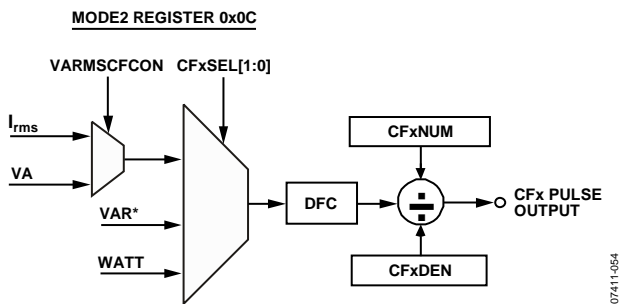 MODE2 REGISTER 0x0C
VARMSCFCON
CFxSEL[1:0]
Irms
VA
VAR*
WATT
DFC
CFxNUM
÷
CFxDEN
CFx PULSE
OUTPUT
07411-054